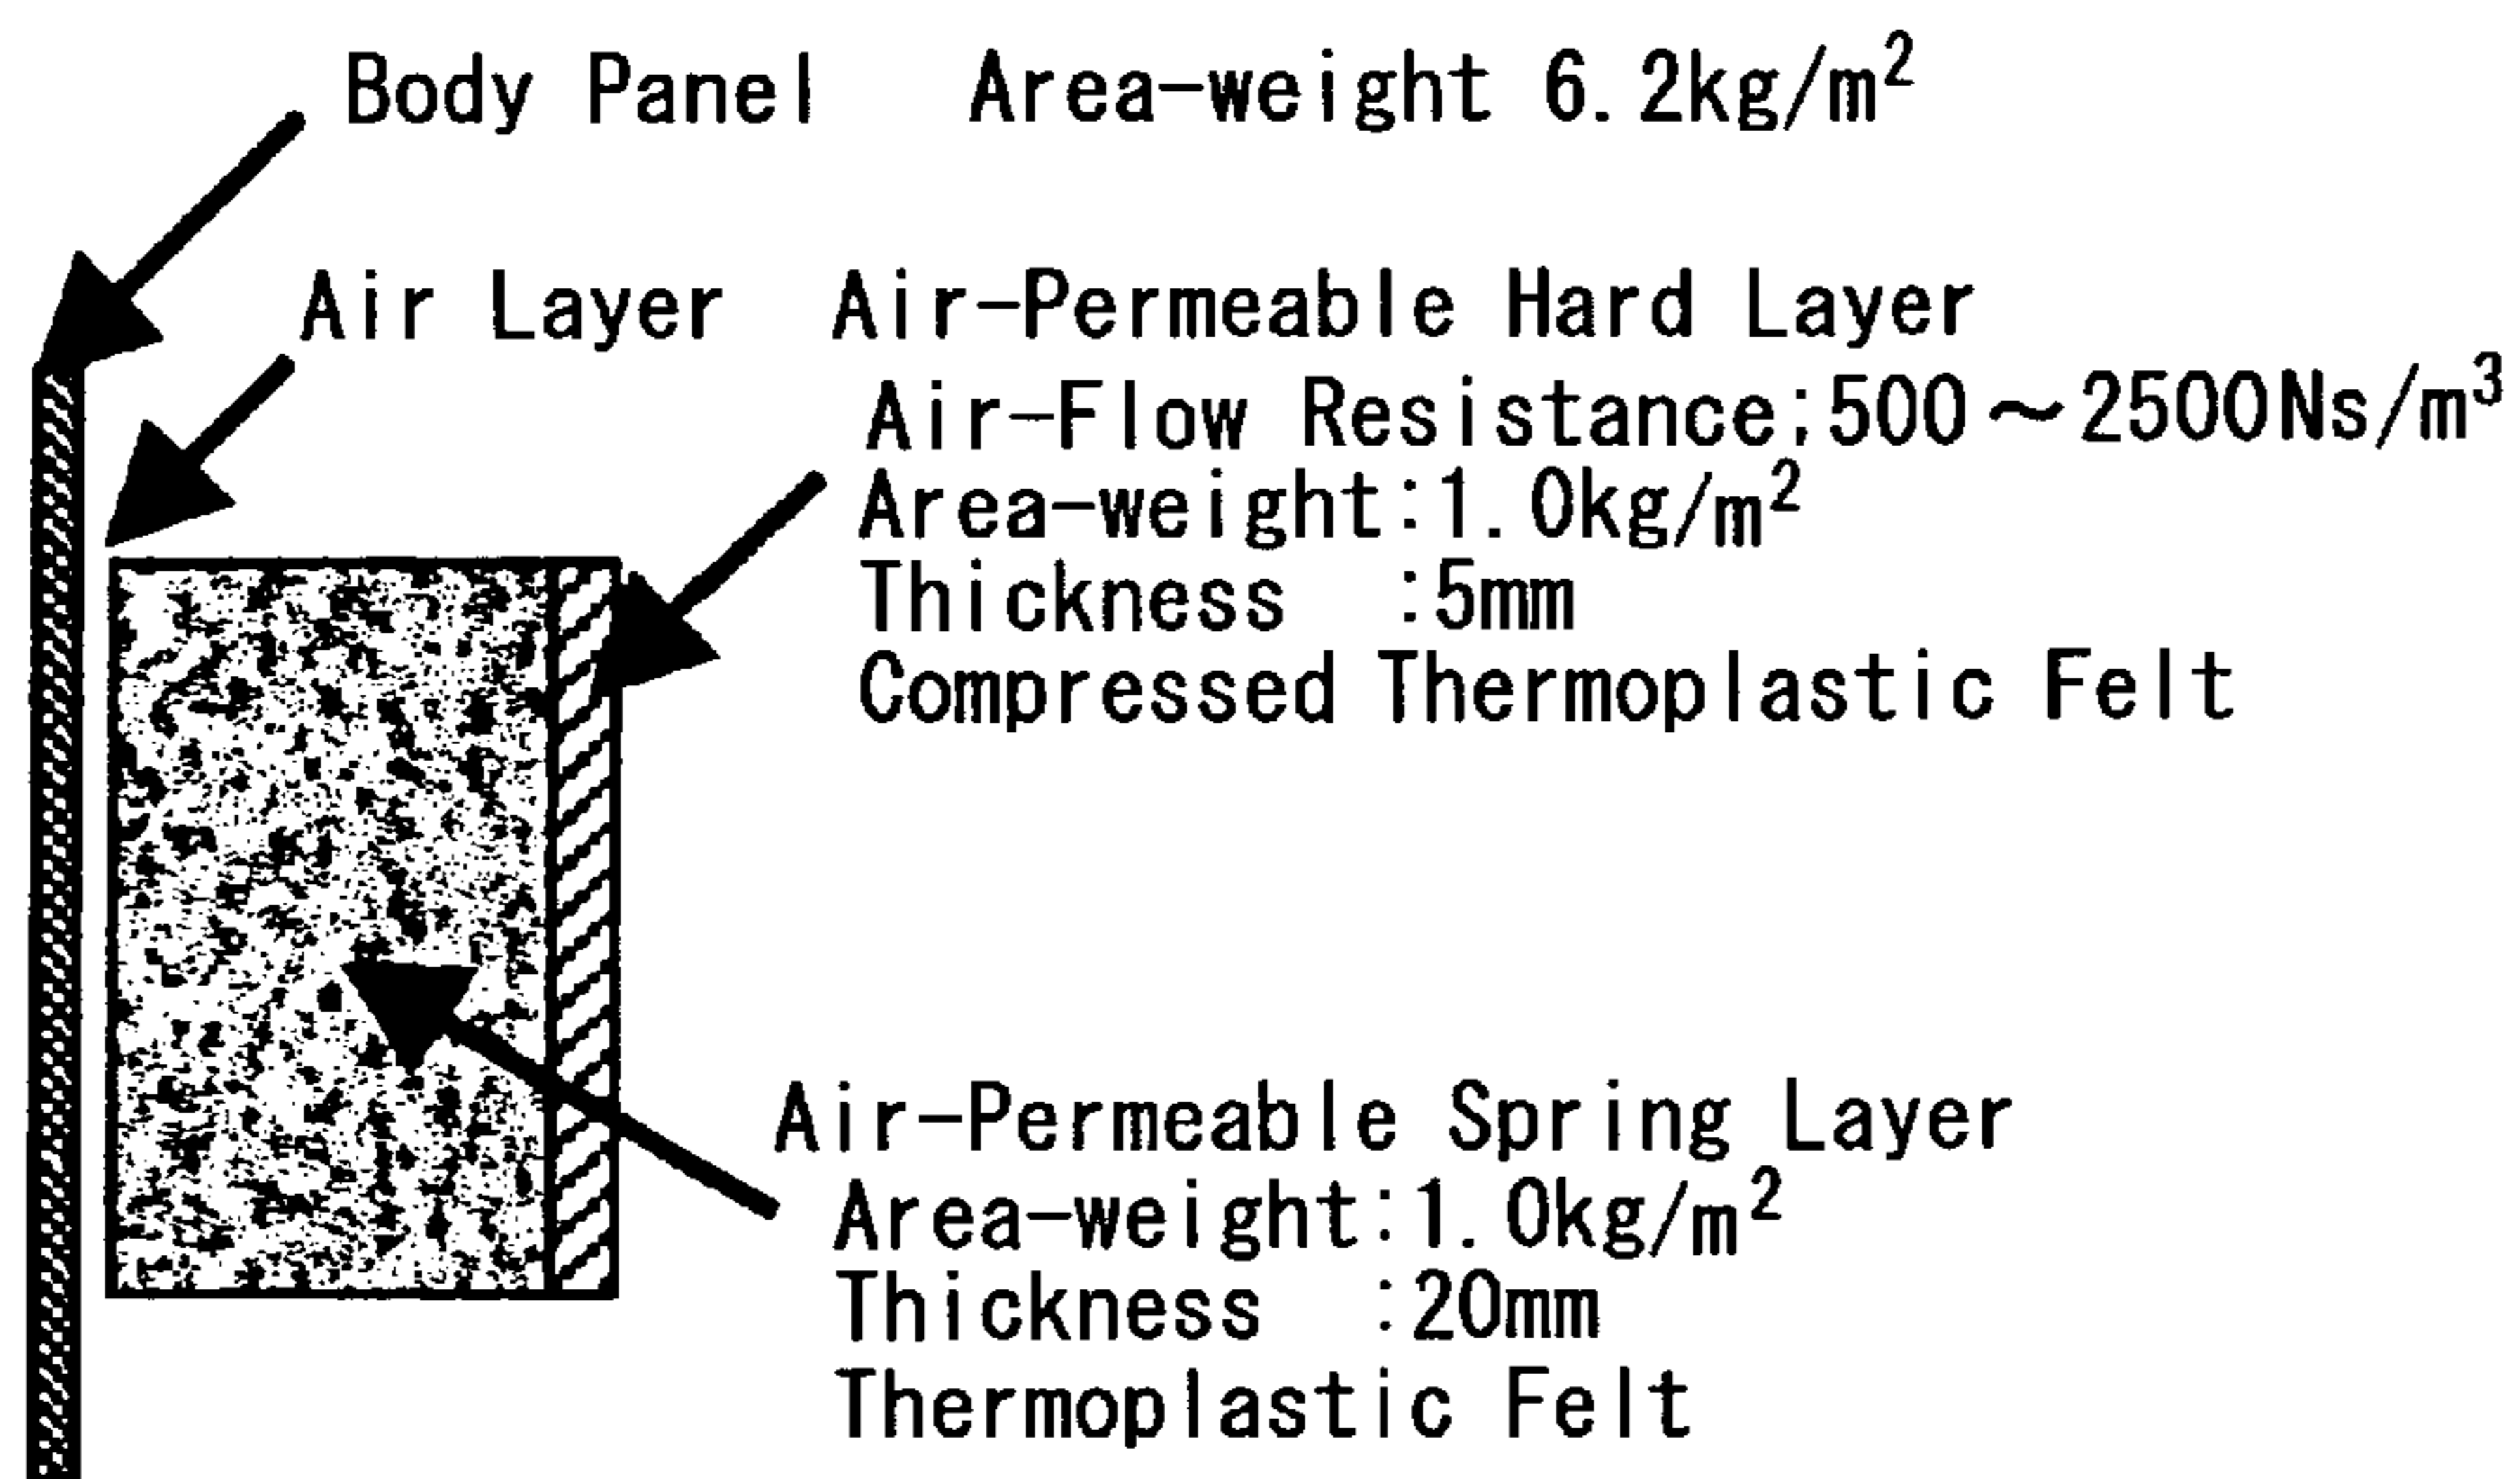 Body Panel Area-weight 6.2kg/m²
Air Layer Air-Permeable Hard Layer
Air-Flow Resistance;500～2500Ns/m³
Area-weight:1.0kg/m²
Thickness :5mm
Compressed Thermoplastic Felt
Air-Permeable Spring Layer
Area-weight:1.0kg/m²
Thickness :20mm
Thermoplastic Felt